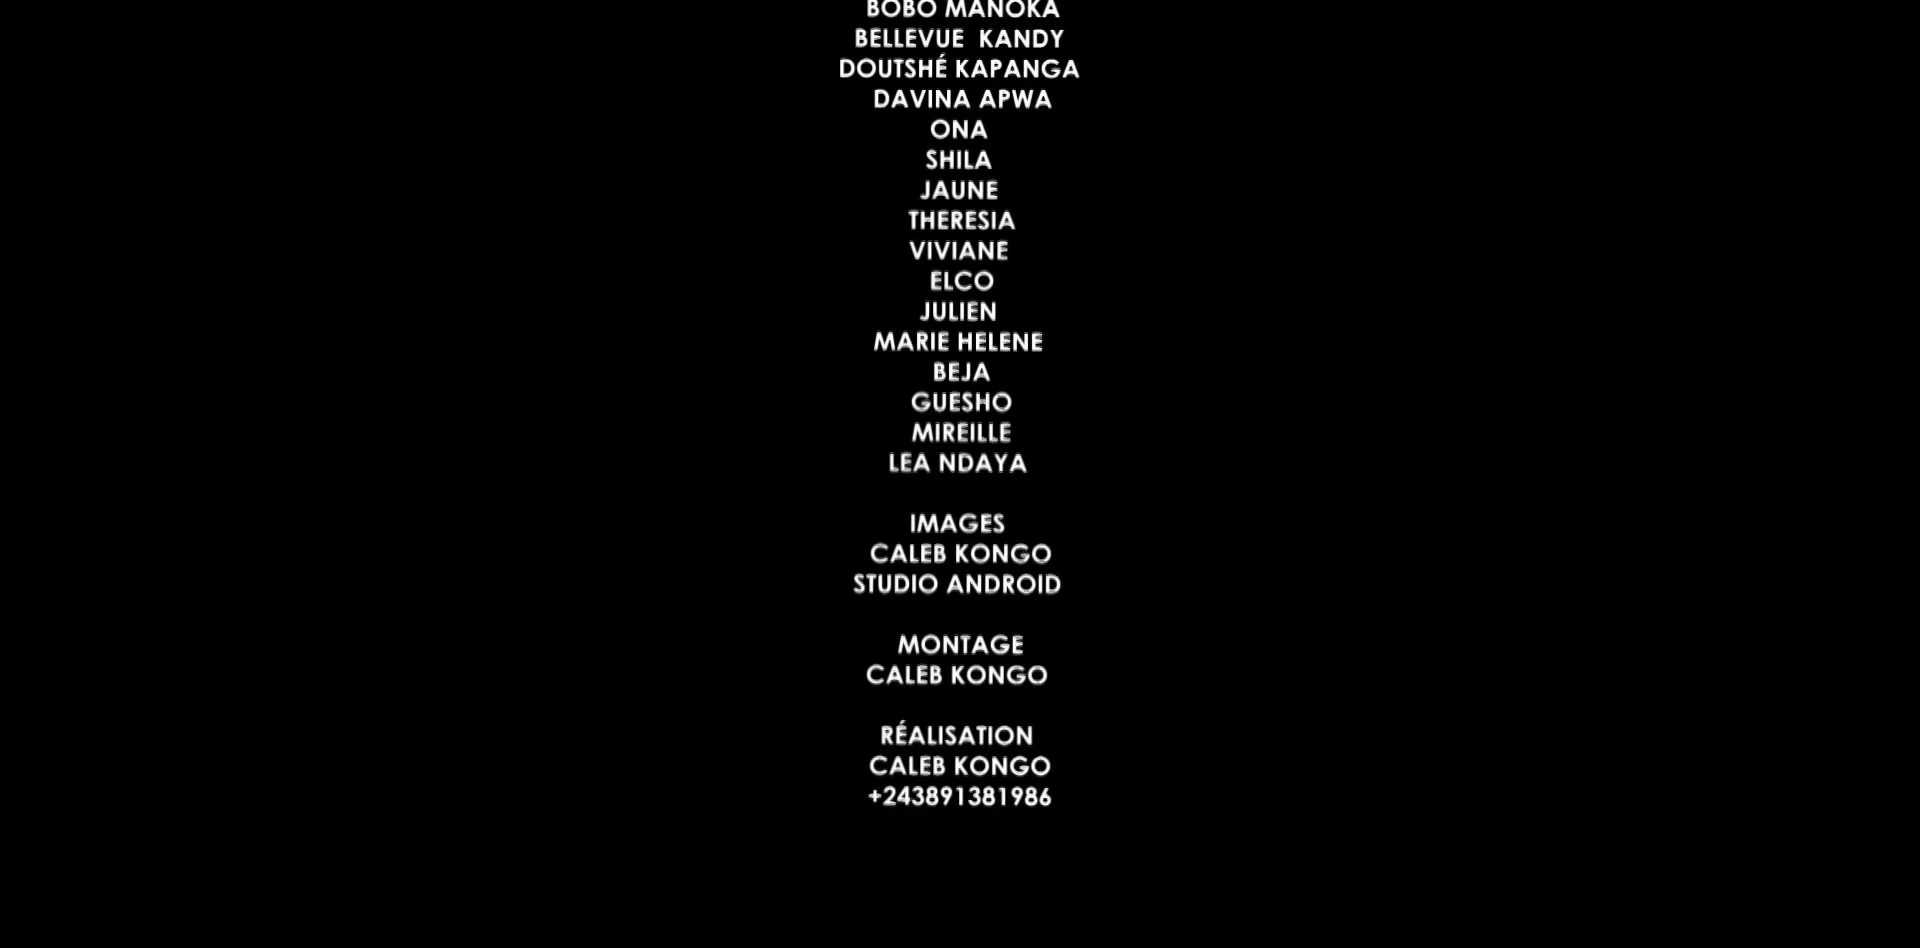 BOBO MANOKA
BELLEVUE KANDY
DOUTSHÉ KAPANGA
DAVINA APWA
ONA
SHILA
JAUNE
THERESIA
VIVIANE
ELCO
JULIEN
MARIE HELENE
BEJA
GUESHO
MIREILLE
LEA NDAYA
IMAGES
CALEB KONGO
STUDIO ANDROID
MONTAGE
CALEB KONGO
RÉALISATION
CALEB KONGO
+243891381986